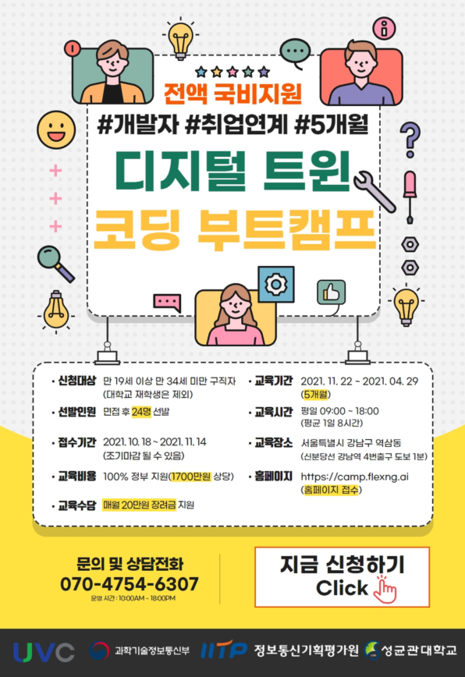 전액 국비지원
#개발자 #취업연계 #5개월
디지털 트윈
코딩 부트캠프
· 신청대상 만 19세 이상 만 34세 미만 구직자
(대학교 재학생은 제외)
· 선발인원 면접 후 24명 선발
· 접수기간 2021. 10. 18 ~ 2021. 11. 14
(조기마감 될 수 있음)
· 교육비용 100% 정부 지원(1700만원 상당)
· 교육수당 매월 20만원 장려금 지원
· 교육기간 2021. 11. 22 ~ 2021. 04. 29
(5개월)
· 교육시간 평일 09:00 ~ 18:00
(평균 1일 8시간)
· 교육장소 서울특별시 강남구 역삼동
(신분당선 강남역 4번출구 도보 1분)
· 홈페이지 https://camp.flexng.ai
(홈페이지 접수)
문의 및 상담전화
070-4754-6307
운영 시간 : 10:00AM ~ 18:00PM
지금 신청하기
Click
UVC 과학기술정보통신부 IITP 정보통신기획평가원 성균관대학교